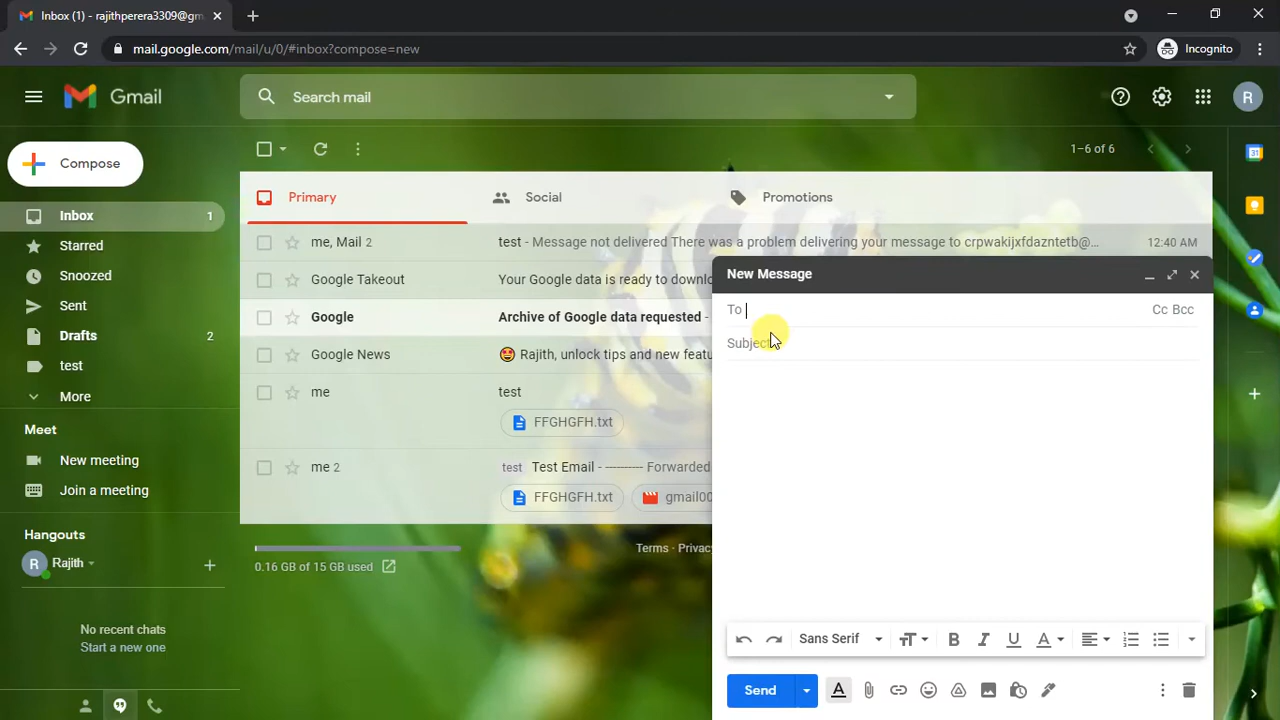 Inbox (1) - rajithperera3309@gm
mail.google.com/mail/u/0/#inbox?compose=new
Incognito
Gmail
Search mail
R
Compose
1–6 of 6
31
Primary
Social
Promotions
Inbox 1
Starred
Snoozed
Sent
Drafts 2
test
More
me, Mail 2 test - Message not delivered There was a problem delivering your message to crpwakijxfdazntetb@... 12:40 AM
Google Takeout Your Google data is ready to downlo
Google Archive of Google data requested -
Google News Rajith, unlock tips and new featu
me test
FFGHGFH.txt
me 2 test Test Email - ---------- Forwarded
FFGHGFH.txt gmail00
0.16 GB of 15 GB used
Terms · Privac
Meet
New meeting
Join a meeting
Hangouts
R Rajith
No recent chats
Start a new one
New Message
To Cc Bcc
Subject
Sans Serif
B I U A
Send
A